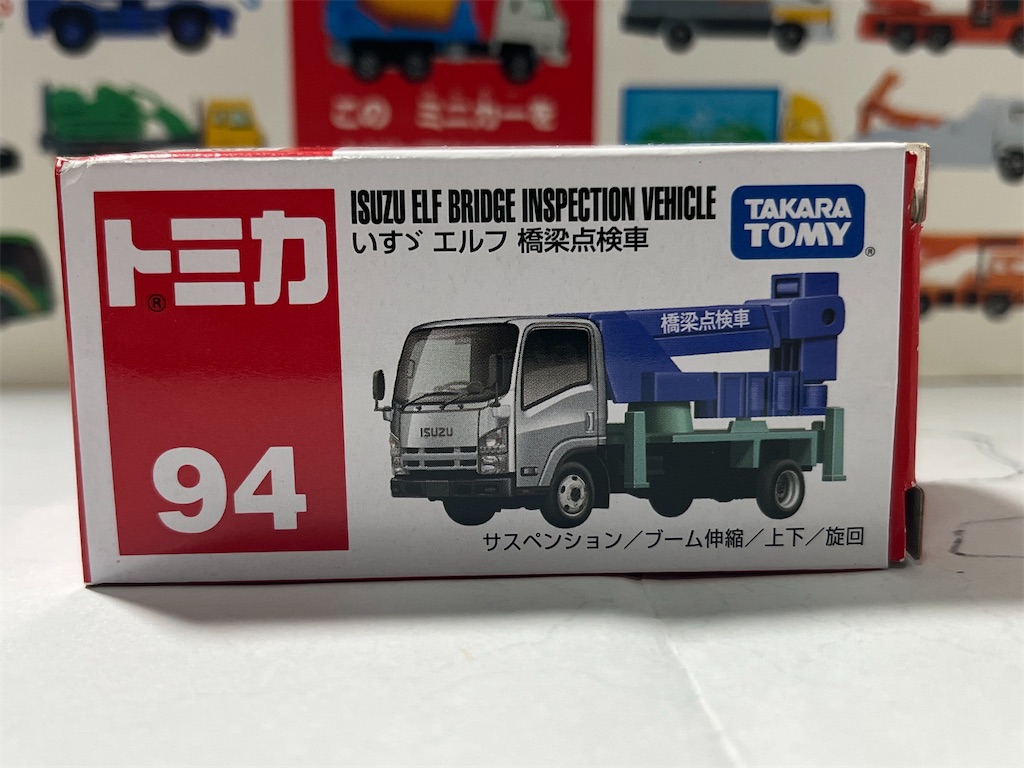 この ミニカーを
トミカ®
94
ISUZU ELF BRIDGE INSPECTION VEHICLE
いすゞ エルフ 橋梁点検車
TAKARA
TOMY®
橋梁点検車
ISUZU
サスペンション／ブーム伸縮／上下／旋回